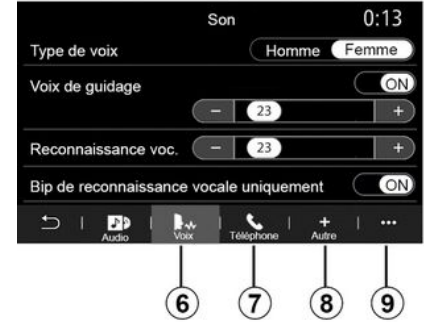 Son 0:13
Type de voix Homme Femme
Voix de guidage ON
− 23 +
Reconnaissance voc. − 23 +
Bip de reconnaissance vocale uniquement ON
Audio Voix Téléphone + Autre •••
6 7 8 9